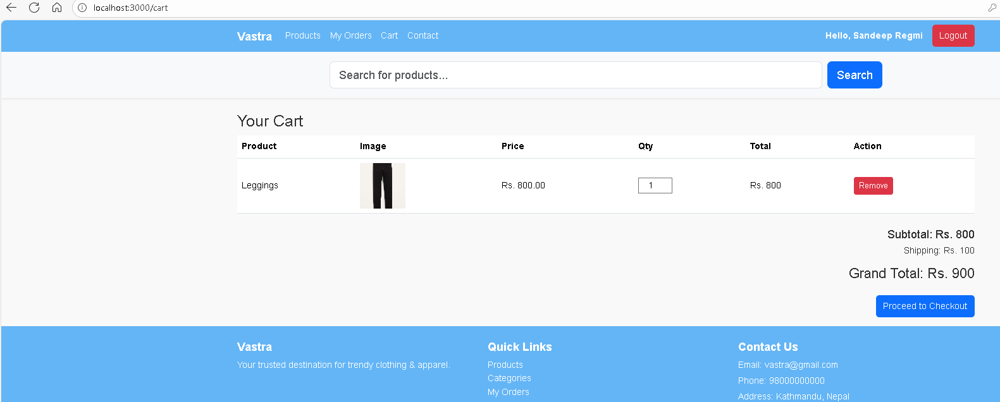 localhost:3000/cart
Vastra Products My Orders Cart Contact Hello, Sandeep Regmi Logout
Search for products... Search
Your Cart
Product Image Price Qty Total Action
Leggings Rs. 800.00 1 Rs. 800 Remove
Subtotal: Rs. 800
Shipping: Rs. 100
Grand Total: Rs. 900
Proceed to Checkout
Vastra Quick Links Contact Us
Your trusted destination for trendy clothing & apparel. Products Email: vastra@gmail.com
Categories Phone: 98000000000
My Orders Address: Kathmandu, Nepal